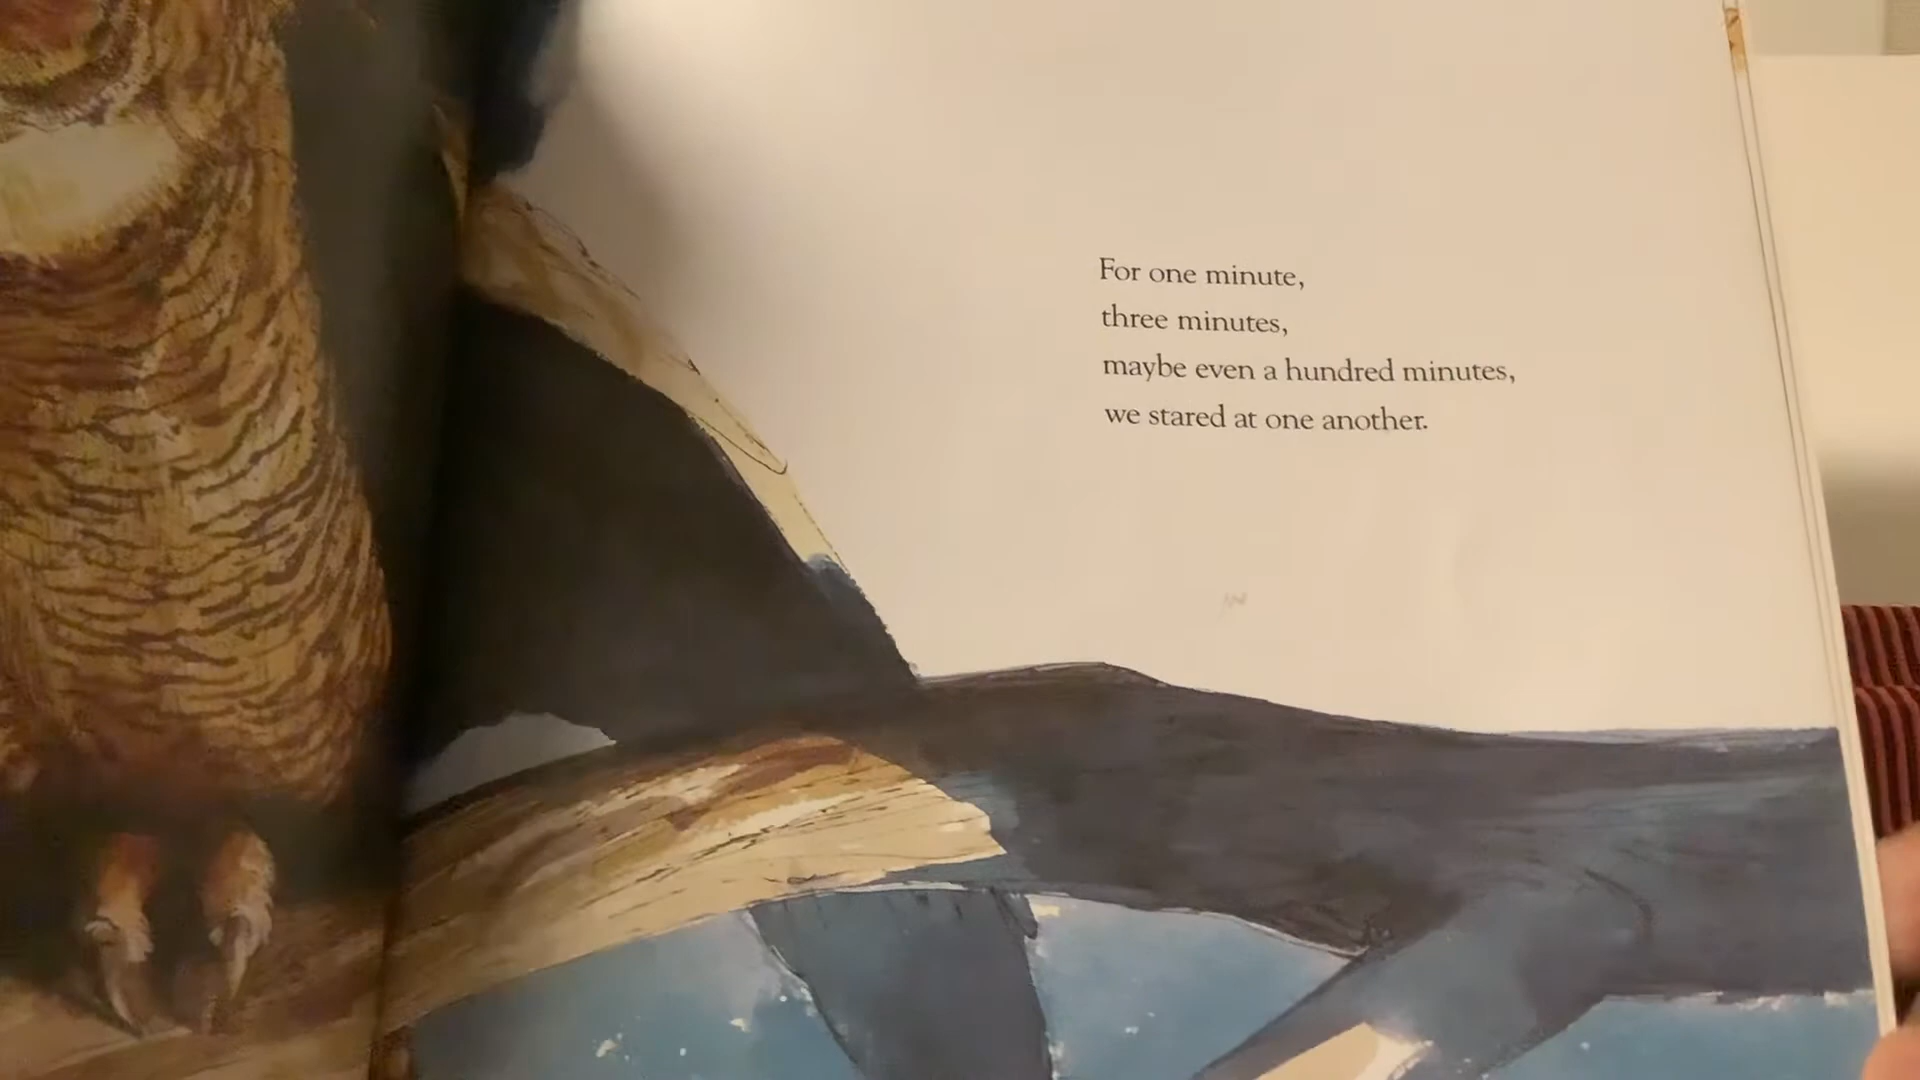 For one minute,
three minutes,
maybe even a hundred minutes,
we stared at one another.